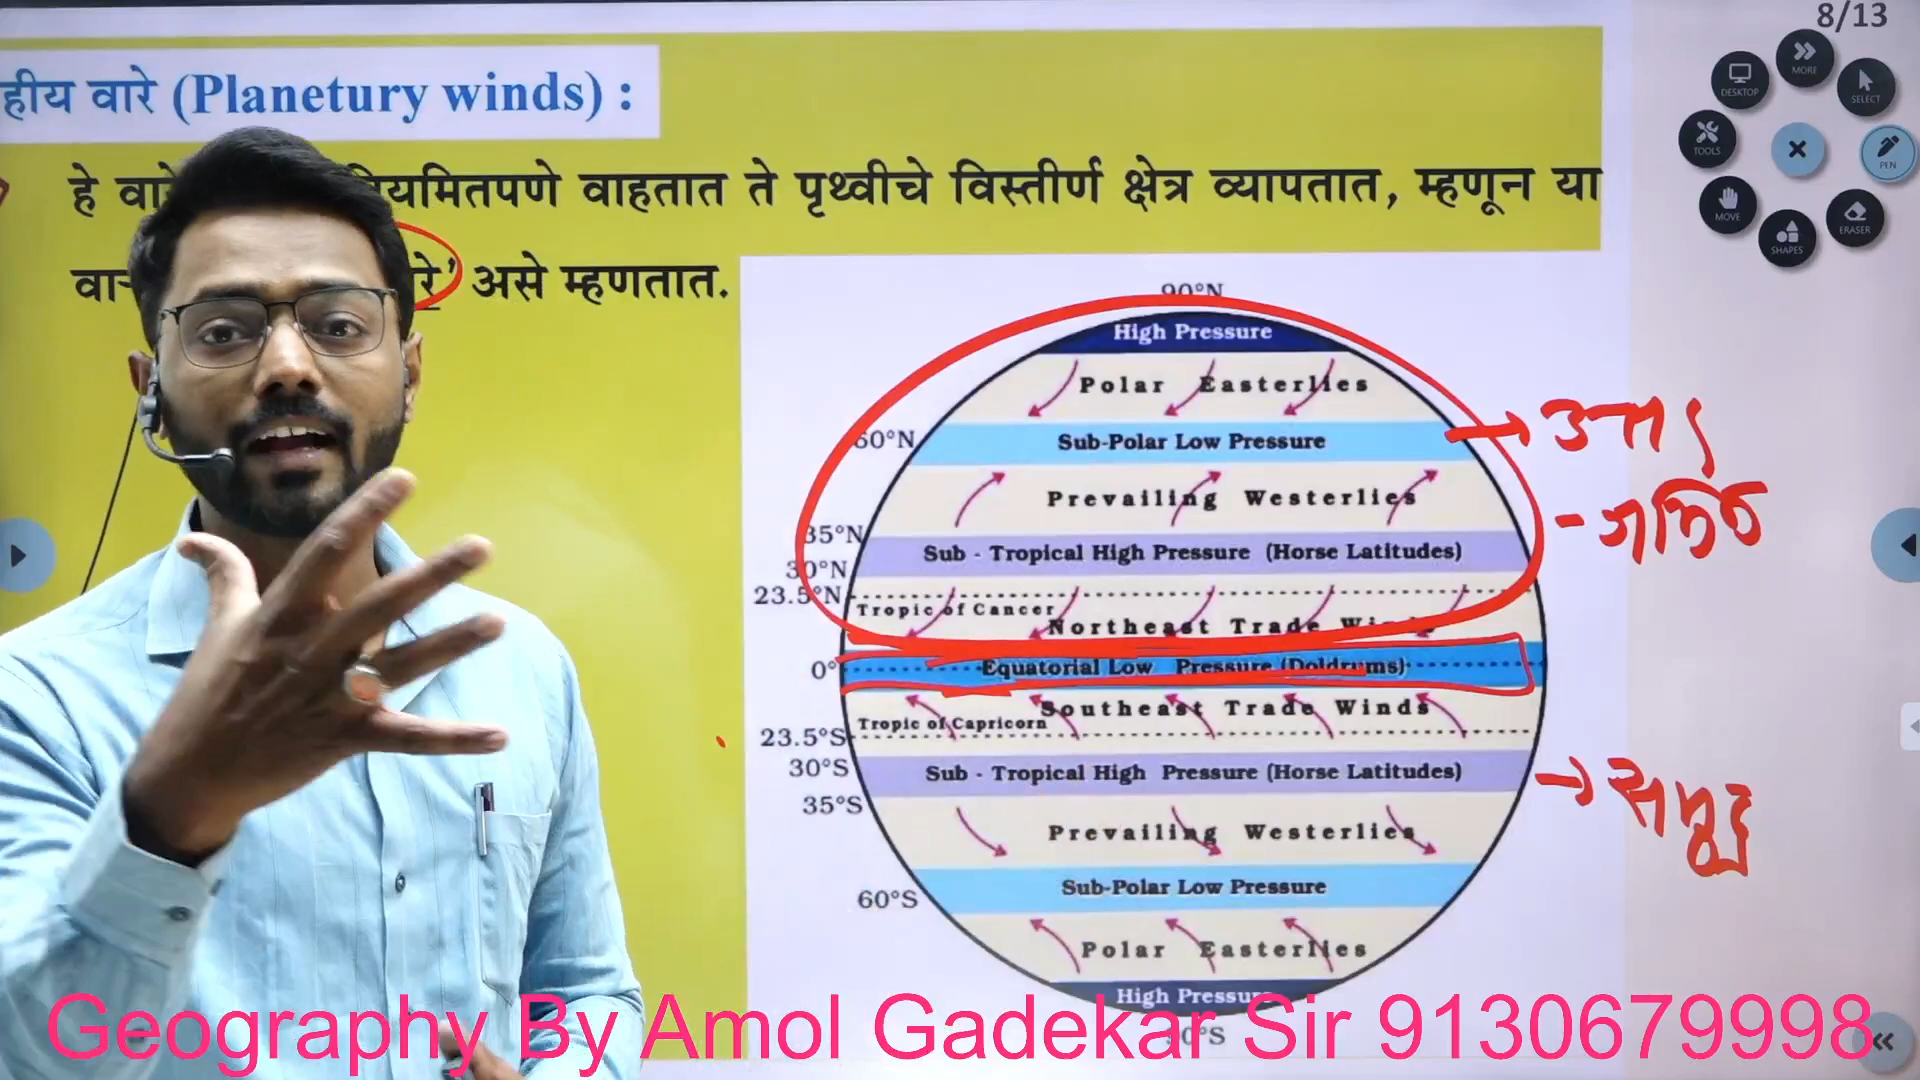 8/13
हीय वारे (Planetury winds) :
हे यमितपणे वाहतात ते पृथ्वीचे विस्तीर्ण क्षेत्र व्यापतात, म्हणून या
रे' असे म्हणतात.
90°N
High Pressure
Polar Easterlies
60°N Sub-Polar Low Pressure
Prevailing Westerlies
35°N
Sub - Tropical High Pressure (Horse Latitudes)
30°N
23.5°N
Tropic of Cancer
Northeast Trade Winds
0° Equatorial Low Pressure (Doldrums)
Southeast Trade Winds
Tropic of Capricorn
23.5°S
30°S Sub - Tropical High Pressure (Horse Latitudes)
35°S
Prevailing Westerlies
60°S Sub-Polar Low Pressure
Polar Easterlies
High Pressure
90°S
DESKTOP
MORE
SELECT
TOOLS
PEN
MOVE
SHAPES
ERASER
Geography By Amol Gadekar Sir 9130679998